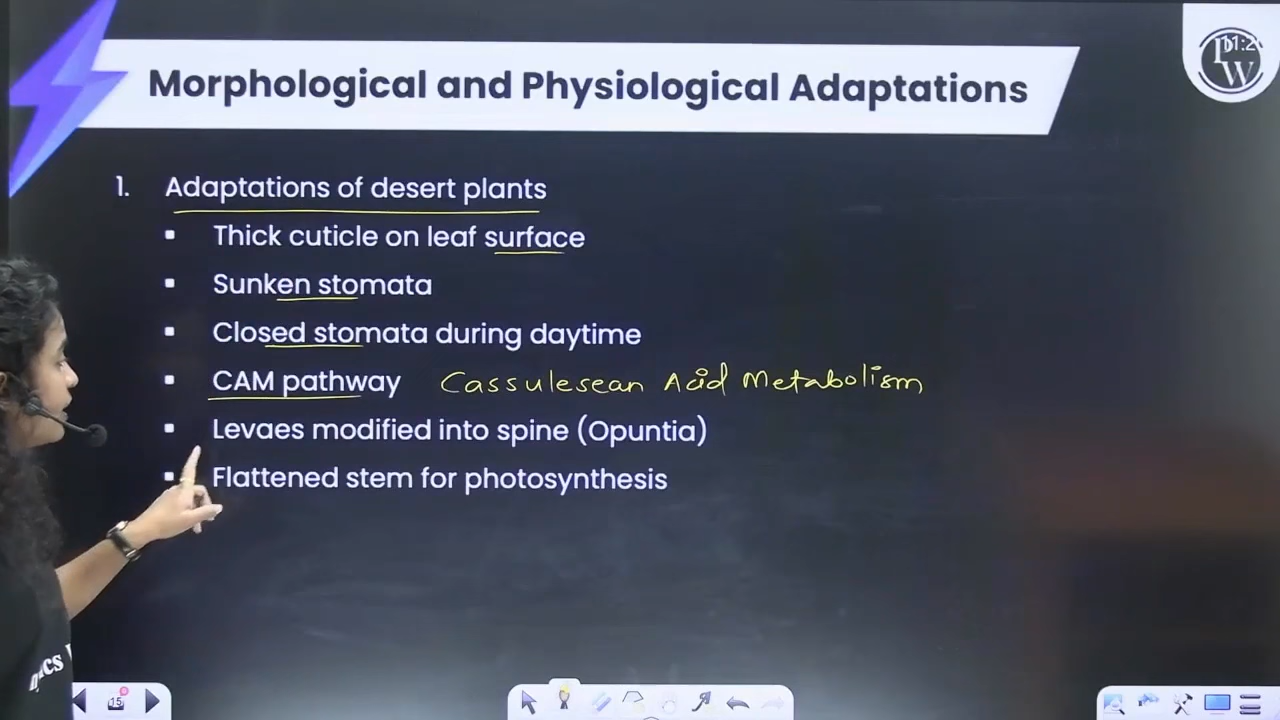 Morphological and Physiological Adaptations
1. Adaptations of desert plants
▪ Thick cuticle on leaf surface
▪ Sunken stomata
▪ Closed stomata during daytime
▪ CAM pathway Cassulesean Acid Metabolism
▪ Levaes modified into spine (Opuntia)
▪ Flattened stem for photosynthesis
15